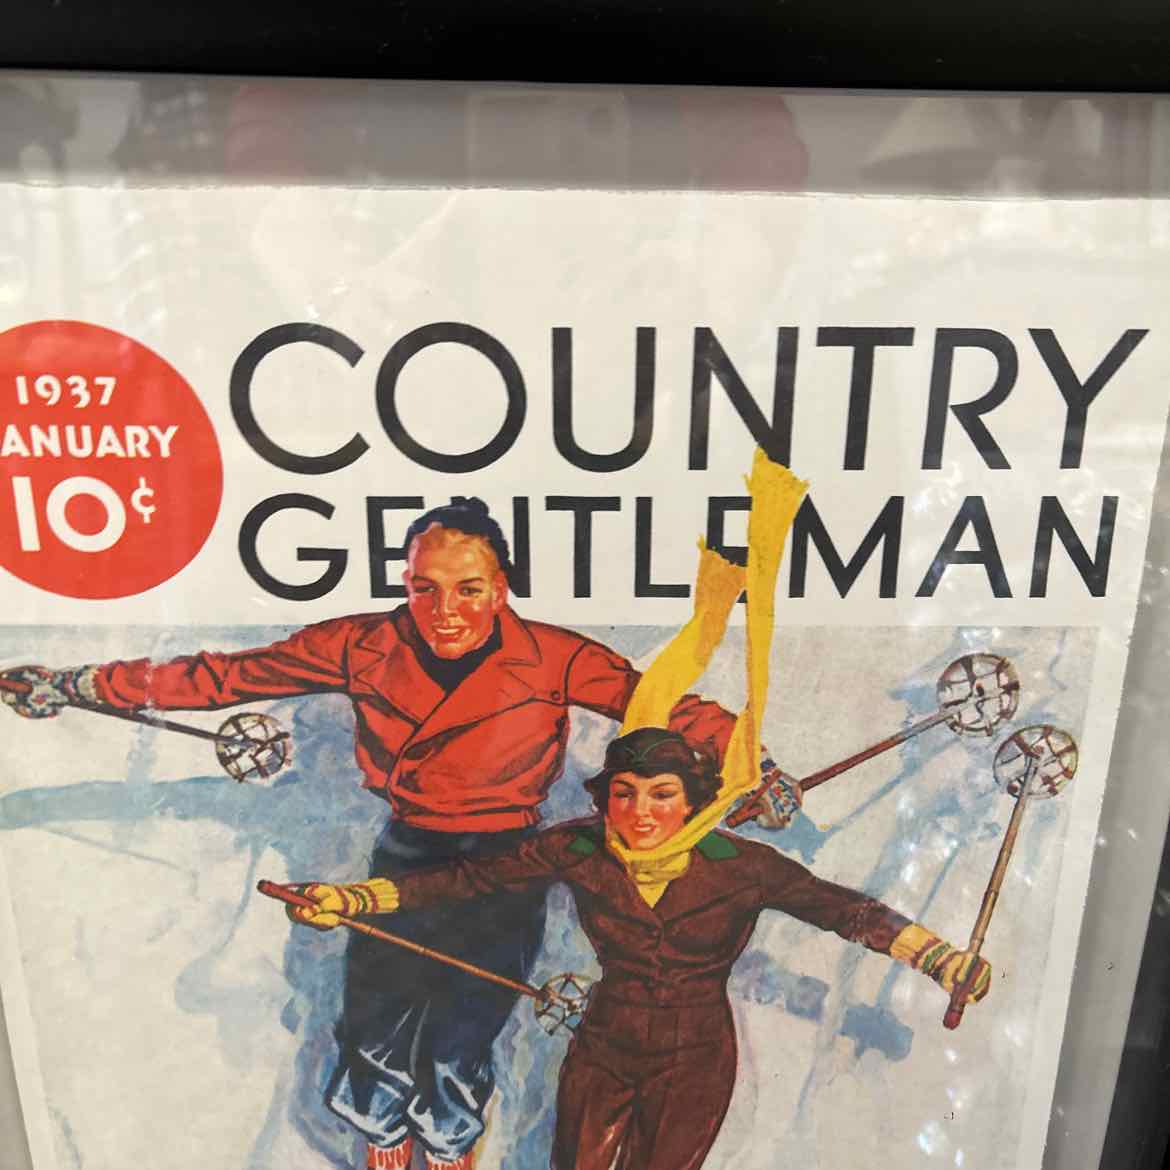 1937
ANUARY
10¢
COUNTRY
GENTLEMAN